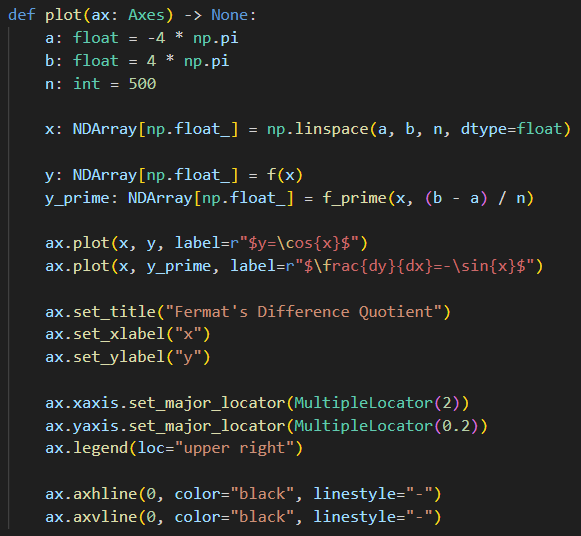 def plot(ax: Axes) -> None:
    a: float = -4 * np.pi
    b: float = 4 * np.pi
    n: int = 500

    x: NDArray[np.float_] = np.linspace(a, b, n, dtype=float)

    y: NDArray[np.float_] = f(x)
    y_prime: NDArray[np.float_] = f_prime(x, (b - a) / n)

    ax.plot(x, y, label=r"$y=\cos{x}$")
    ax.plot(x, y_prime, label=r"$\frac{dy}{dx}=-\sin{x}$")

    ax.set_title("Fermat's Difference Quotient")
    ax.set_xlabel("x")
    ax.set_ylabel("y")

    ax.xaxis.set_major_locator(MultipleLocator(2))
    ax.yaxis.set_major_locator(MultipleLocator(0.2))
    ax.legend(loc="upper right")

    ax.axhline(0, color="black", linestyle="-")
    ax.axvline(0, color="black", linestyle="-")